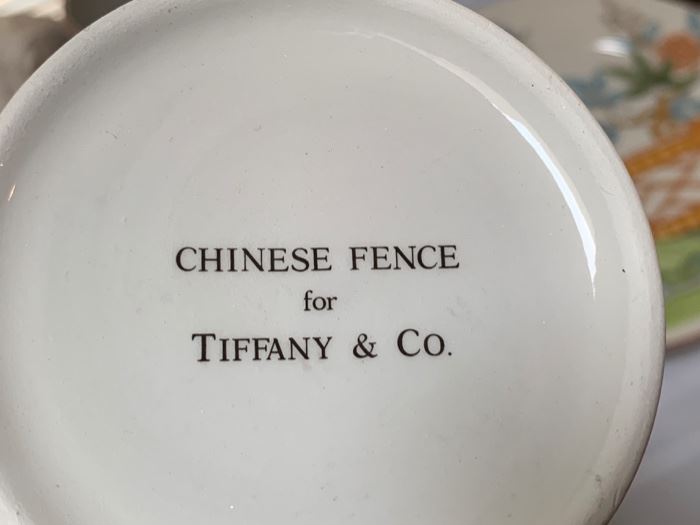 CHINESE FENCE
for
TIFFANY & CO.